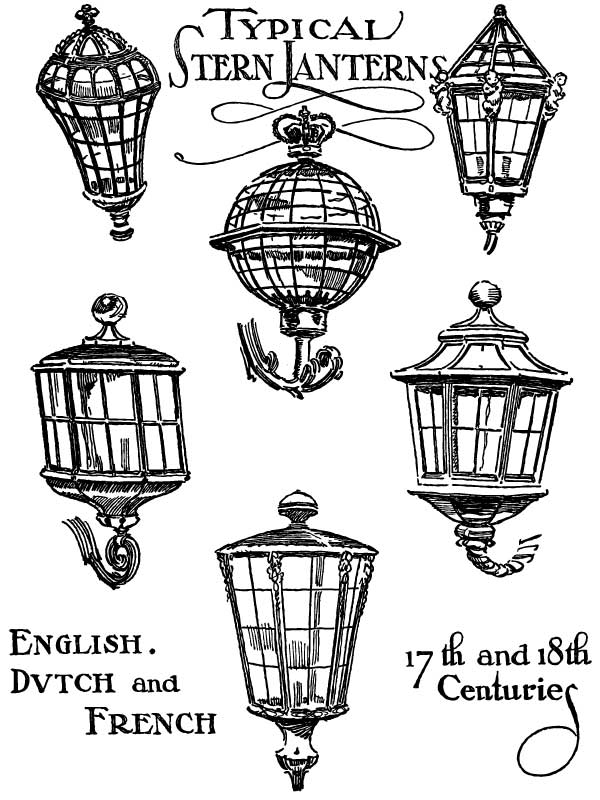 TYPICAL
STERN LANTERNS
ENGLISH.
DVTCH and
FRENCH
17th and 18th
Centuries